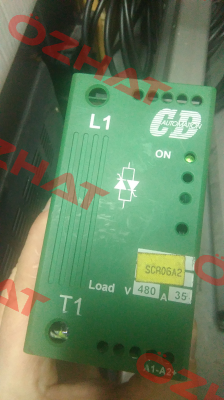 OZHAT
L1
CD
AUTOMATION
ON
SCR06A2
Load V 480 A 35
T1
A1-A2+